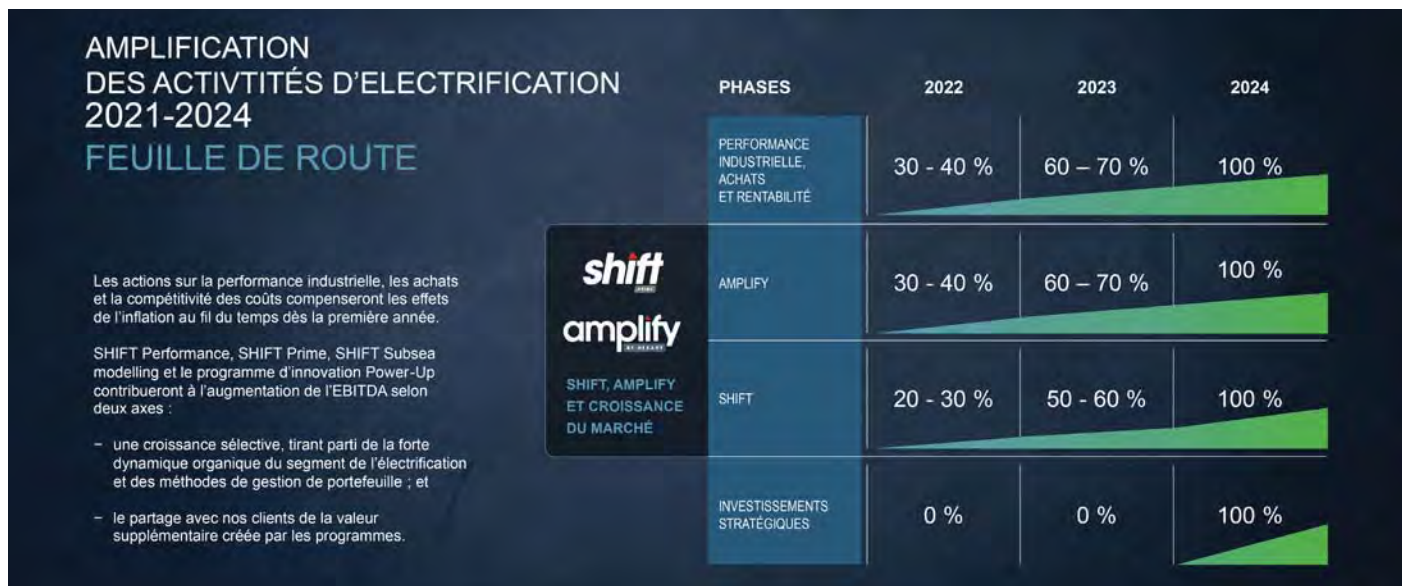 AMPLIFICATION
DES ACTIVTITÉS D’ELECTRIFICATION
2021-2024
FEUILLE DE ROUTE
Les actions sur la performance industrielle, les achats
et la compétitivité des coûts compenseront les effets
de l’inflation au fil du temps dès la première année.
SHIFT Performance, SHIFT Prime, SHIFT Subsea
modelling et le programme d’innovation Power-Up
contribueront à l’augmentation de l’EBITDA selon
deux axes :
– une croissance sélective, tirant parti de la forte
dynamique organique du segment de l’électrification
et des méthodes de gestion de portefeuille ; et
– le partage avec nos clients de la valeur
supplémentaire créée par les programmes.
shift
PRIME
amplify
BY NEXANS
SHIFT, AMPLIFY
ET CROISSANCE
DU MARCHÉ
PHASES 2022 2023 2024
PERFORMANCE
INDUSTRIELLE,
ACHATS
ET RENTABILITÉ
30 - 40 % 60 – 70 % 100 %
AMPLIFY 30 - 40 % 60 – 70 % 100 %
SHIFT 20 - 30 % 50 - 60 % 100 %
INVESTISSEMENTS
STRATÉGIQUES
0 % 0 % 100 %